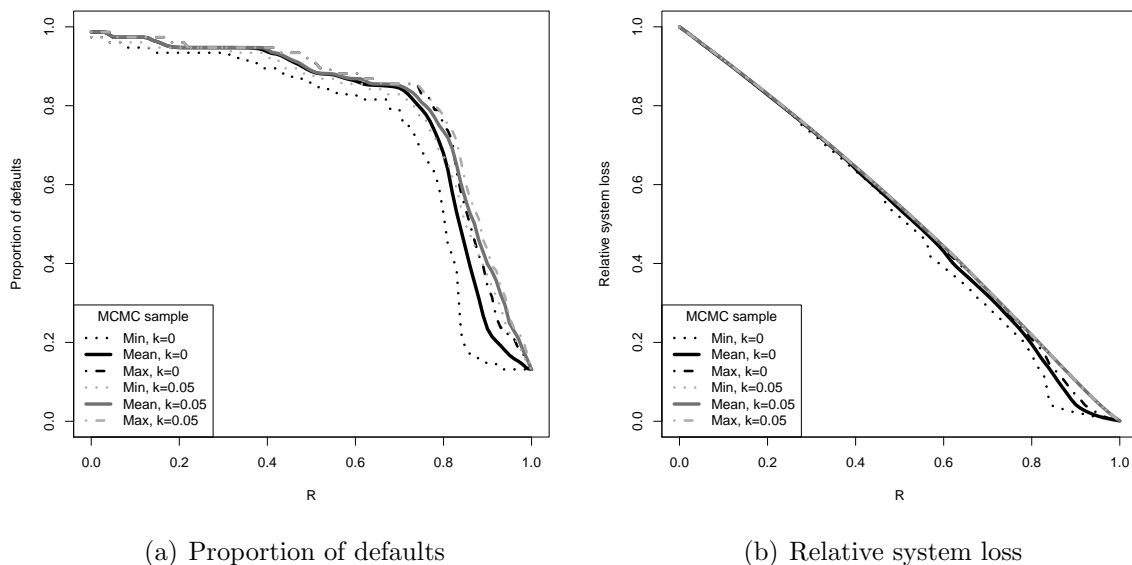 Proportion of defaults
1.0
0.8
0.6
0.4
0.2
0.0
MCMC sample
Min, k=0
Mean, k=0
Max, k=0
Min, k=0.05
Mean, k=0.05
Max, k=0.05
0.0 0.2 0.4 0.6 0.8 1.0
R
(a) Proportion of defaults
Relative system loss
1.0
0.8
0.6
0.4
0.2
0.0
MCMC sample
Min, k=0
Mean, k=0
Max, k=0
Min, k=0.05
Mean, k=0.05
Max, k=0.05
0.0 0.2 0.4 0.6 0.8 1.0
R
(b) Relative system loss